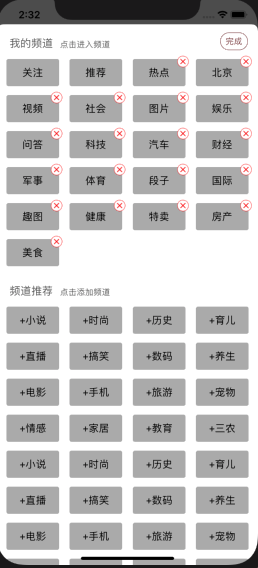 2:32
我的频道 点击进入频道 完成
关注 推荐 热点 北京
视频 社会 图片 娱乐
问答 科技 汽车 财经
军事 体育 段子 国际
趣图 健康 特卖 房产
美食
频道推荐 点击添加频道
+小说 +时尚 +历史 +育儿
+直播 +搞笑 +数码 +养生
+电影 +手机 +旅游 +宠物
+情感 +家居 +教育 +三农
+小说 +时尚 +历史 +育儿
+直播 +搞笑 +数码 +养生
+电影 +手机 +旅游 +宠物